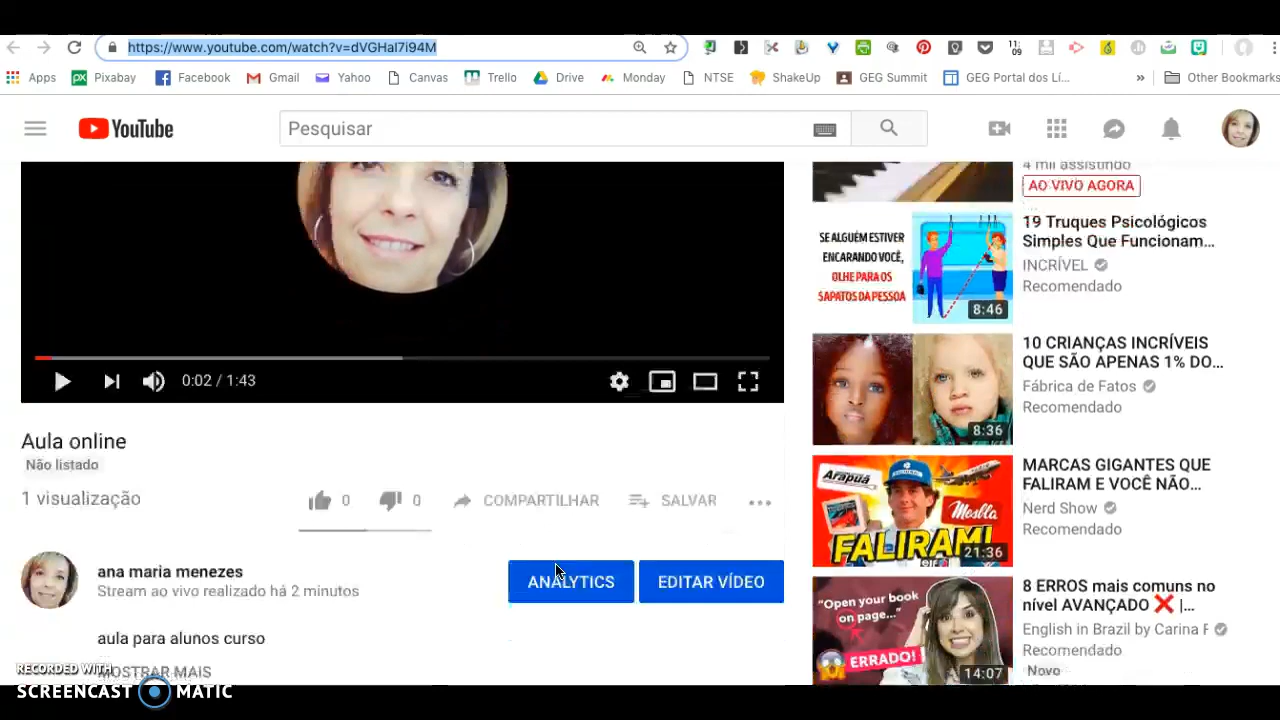 https://www.youtube.com/watch?v=dVGHal7i94M
11
09
Apps
px Pixabay
Facebook
Gmail
Yahoo
Canvas
Trello
Drive
Monday
NTSE
ShakeUp
GEG Summit
GEG Portal dos Lí...
»
Other Bookmarks
YouTube
Pesquisar
4 mil assistindo
AO VIVO AGORA
SE ALGUÉM ESTIVER
ENCARANDO VOCÊ,
OLHE PARA OS
SAPATOS DA PESSOA
8:46
19 Truques Psicológicos
Simples Que Funcionam...
INCRÍVEL
Recomendado
8:36
10 CRIANÇAS INCRÍVEIS
QUE SÃO APENAS 1% DO...
Fábrica de Fatos
Recomendado
0:02 / 1:43
Aula online
Não listado
1 visualização
0
0
COMPARTILHAR
SALVAR
Arapuã
Mesbla
FALIRAM!
21:36
MARCAS GIGANTES QUE
FALIRAM E VOCÊ NÃO...
Nerd Show
Recomendado
ana maria menezes
Stream ao vivo realizado há 2 minutos
ANALYTICS
EDITAR VÍDEO
aula para alunos curso
MOSTRAR MAIS
"Open your book
on page..."
ERRADO!
14:07
8 ERROS mais comuns no
nível AVANÇADO ❌ |...
English in Brazil by Carina F
Recomendado
Novo
RECORDED WITH
SCREENCAST MATIC